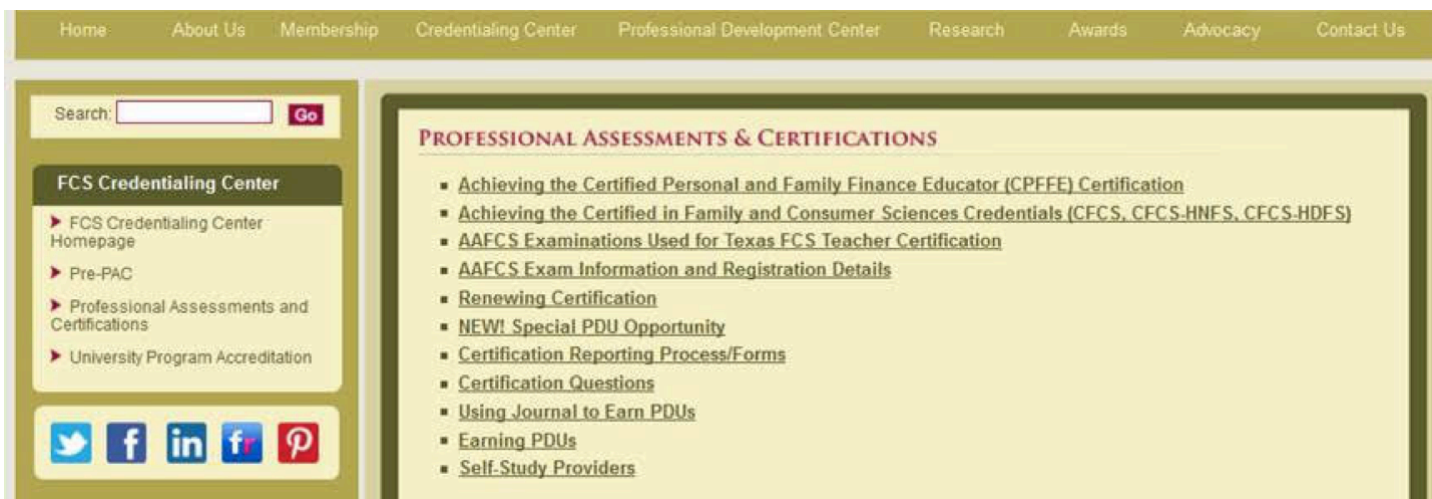 Home About Us Membership Credentialing Center Professional Development Center Research Awards Advocacy Contact Us
Search: Go
FCS Credentialing Center
FCS Credentialing Center
Homepage
Pre-PAC
Professional Assessments and
Certifications
University Program Accreditation
PROFESSIONAL ASSESSMENTS & CERTIFICATIONS
Achieving the Certified Personal and Family Finance Educator (CPFFE) Certification
Achieving the Certified in Family and Consumer Sciences Credentials (CFCS, CFCS-HNFS, CFCS-HDFS)
AAFCS Examinations Used for Texas FCS Teacher Certification
AAFCS Exam Information and Registration Details
Renewing Certification
NEW! Special PDU Opportunity
Certification Reporting Process/Forms
Certification Questions
Using Journal to Earn PDUs
Earning PDUs
Self-Study Providers